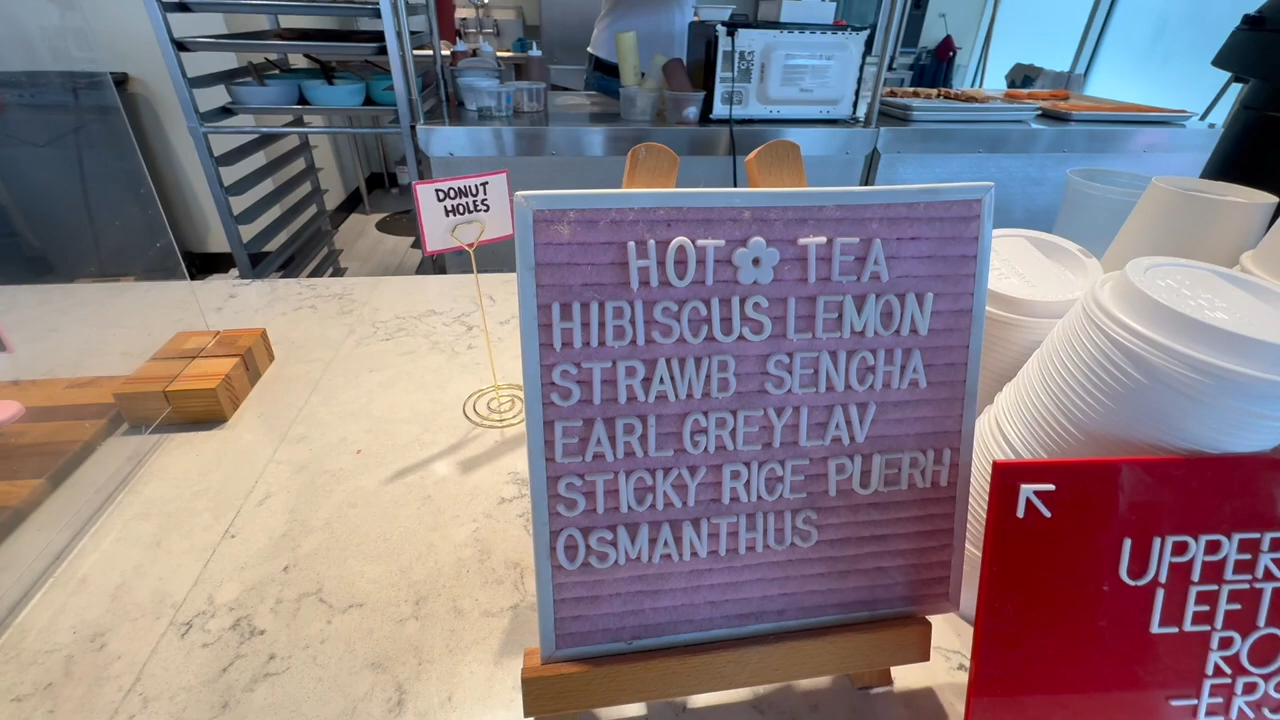 DONUT
HOLES
HOT TEA
HIBISCUS LEMON
STRAWB SENCHA
EARL GREY LAV
STICKY RICE PUERH
OSMANTHUS
UPPER
LEFT
RO
-ERS